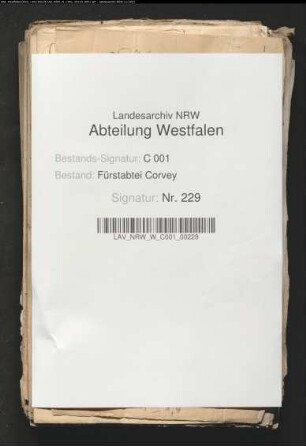 Landesarchiv NRW
Abteilung Westfalen
Bestands-Signatur: C 001
Bestand: Fürstabtei Corvey
Signatur: Nr. 229
LAV_NRW_W_C001_00229